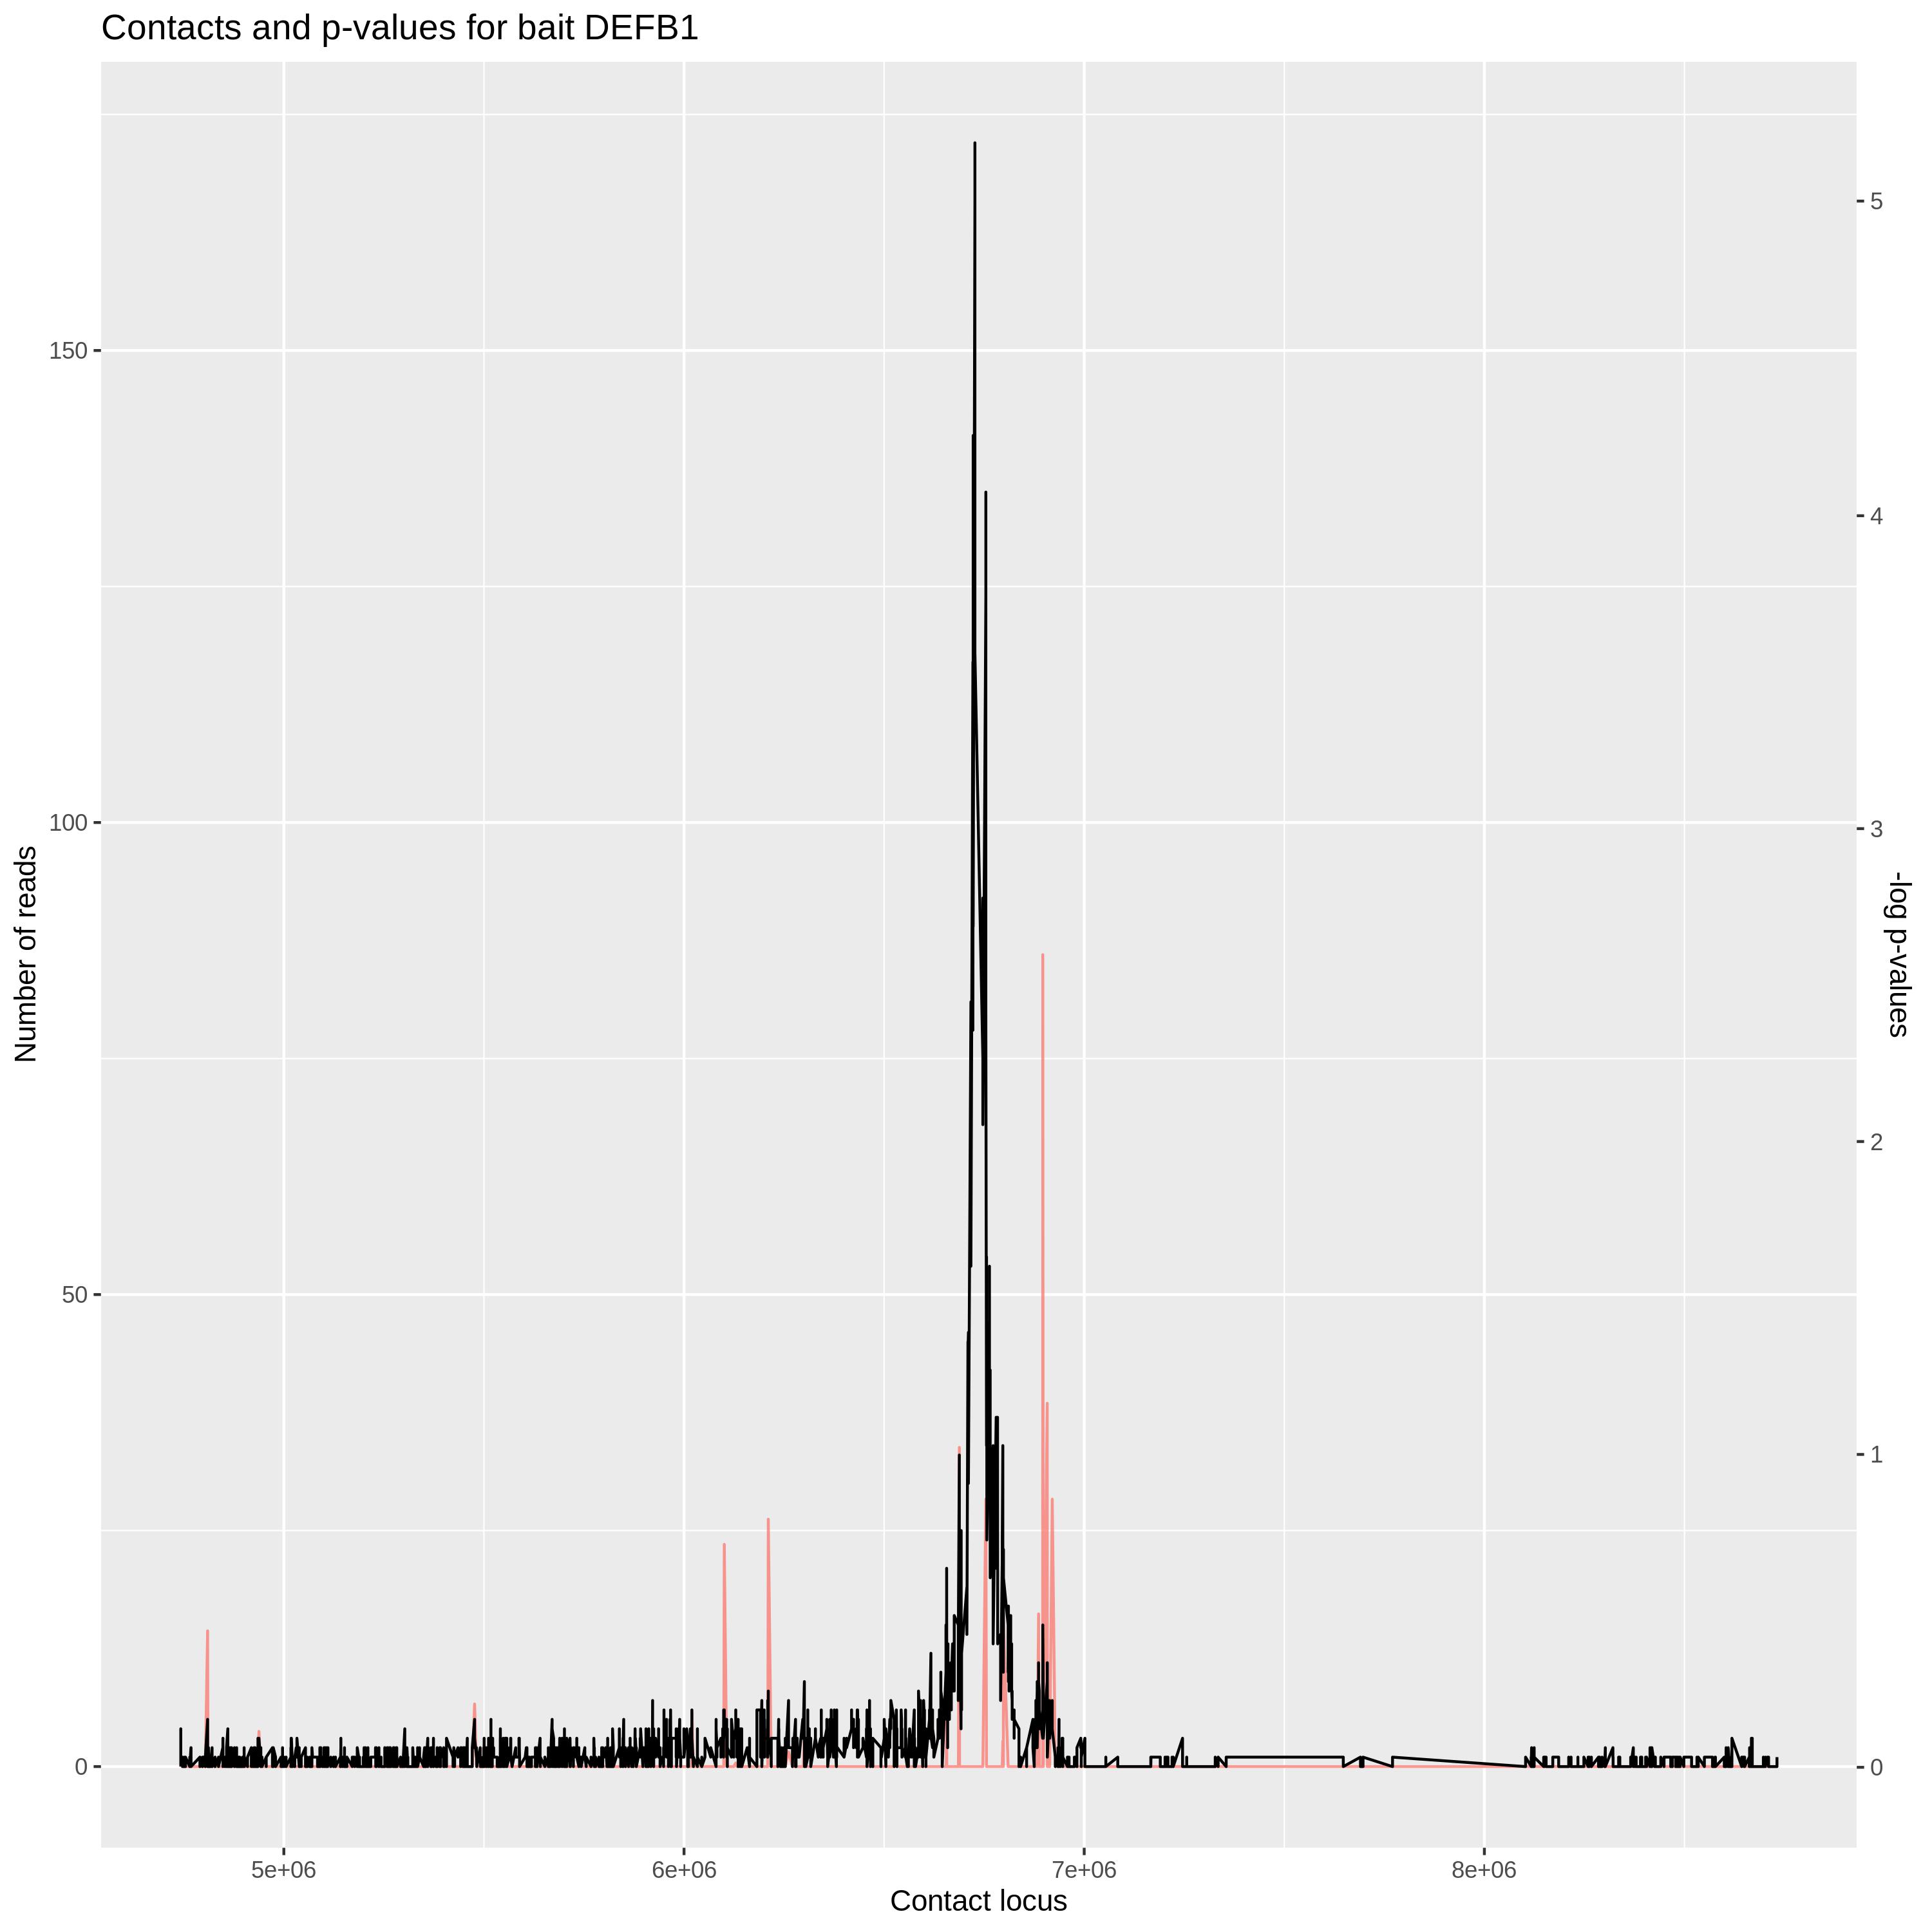 Contacts and p-values for bait DEFB1
150
100
50
0
Number of reads
5
4
3
2
1
0
-log p-values
5e+06
6e+06
7e+06
8e+06
Contact locus